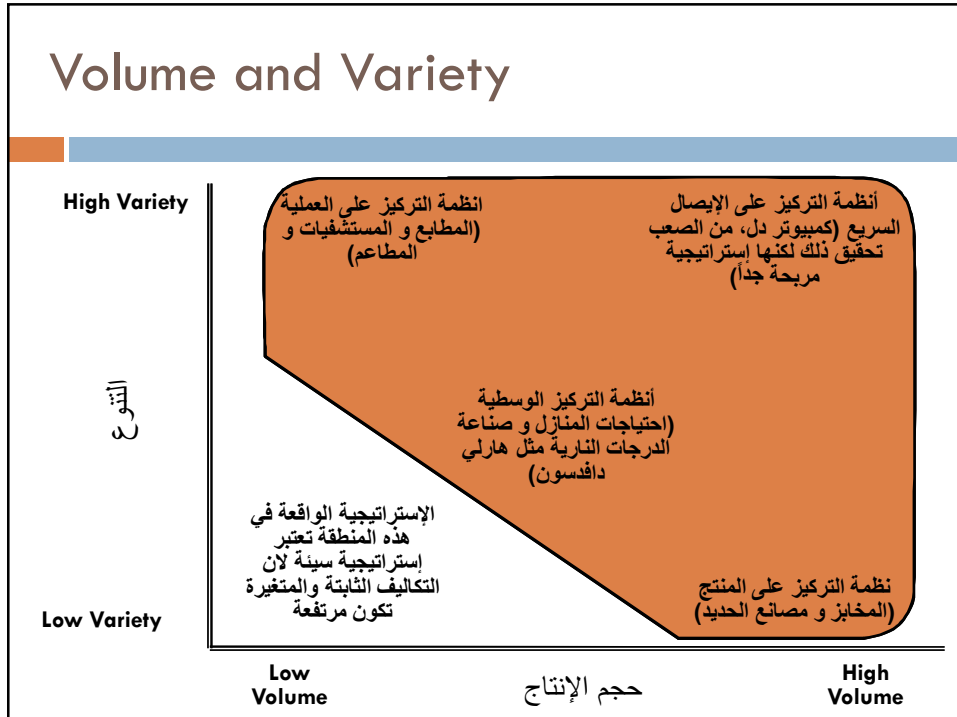 Volume and Variety
High Variety
انظمة التركيز على العملية
(المطابع و المستشفيات و
المطاعم)
أنظمة التركيز على الإيصال
السريع (كمبيوتر دل، من الصعب
تحقيق ذلك لكنها إستراتيجية
مربحة جداً)
التنوع
أنظمة التركيز الوسطية
(احتياجات المنازل و صناعة
الدرجات النارية مثل هارلي
دافدسون)
الإستراتيجية الواقعة في
هذه المنطقة تعتبر
إستراتيجية سيئة لان
التكاليف الثابتة والمتغيرة
تكون مرتفعة
نظمة التركيز على المنتج
(المخابز و مصانع الحديد)
Low Variety
Low
Volume
حجم الإنتاج
High
Volume